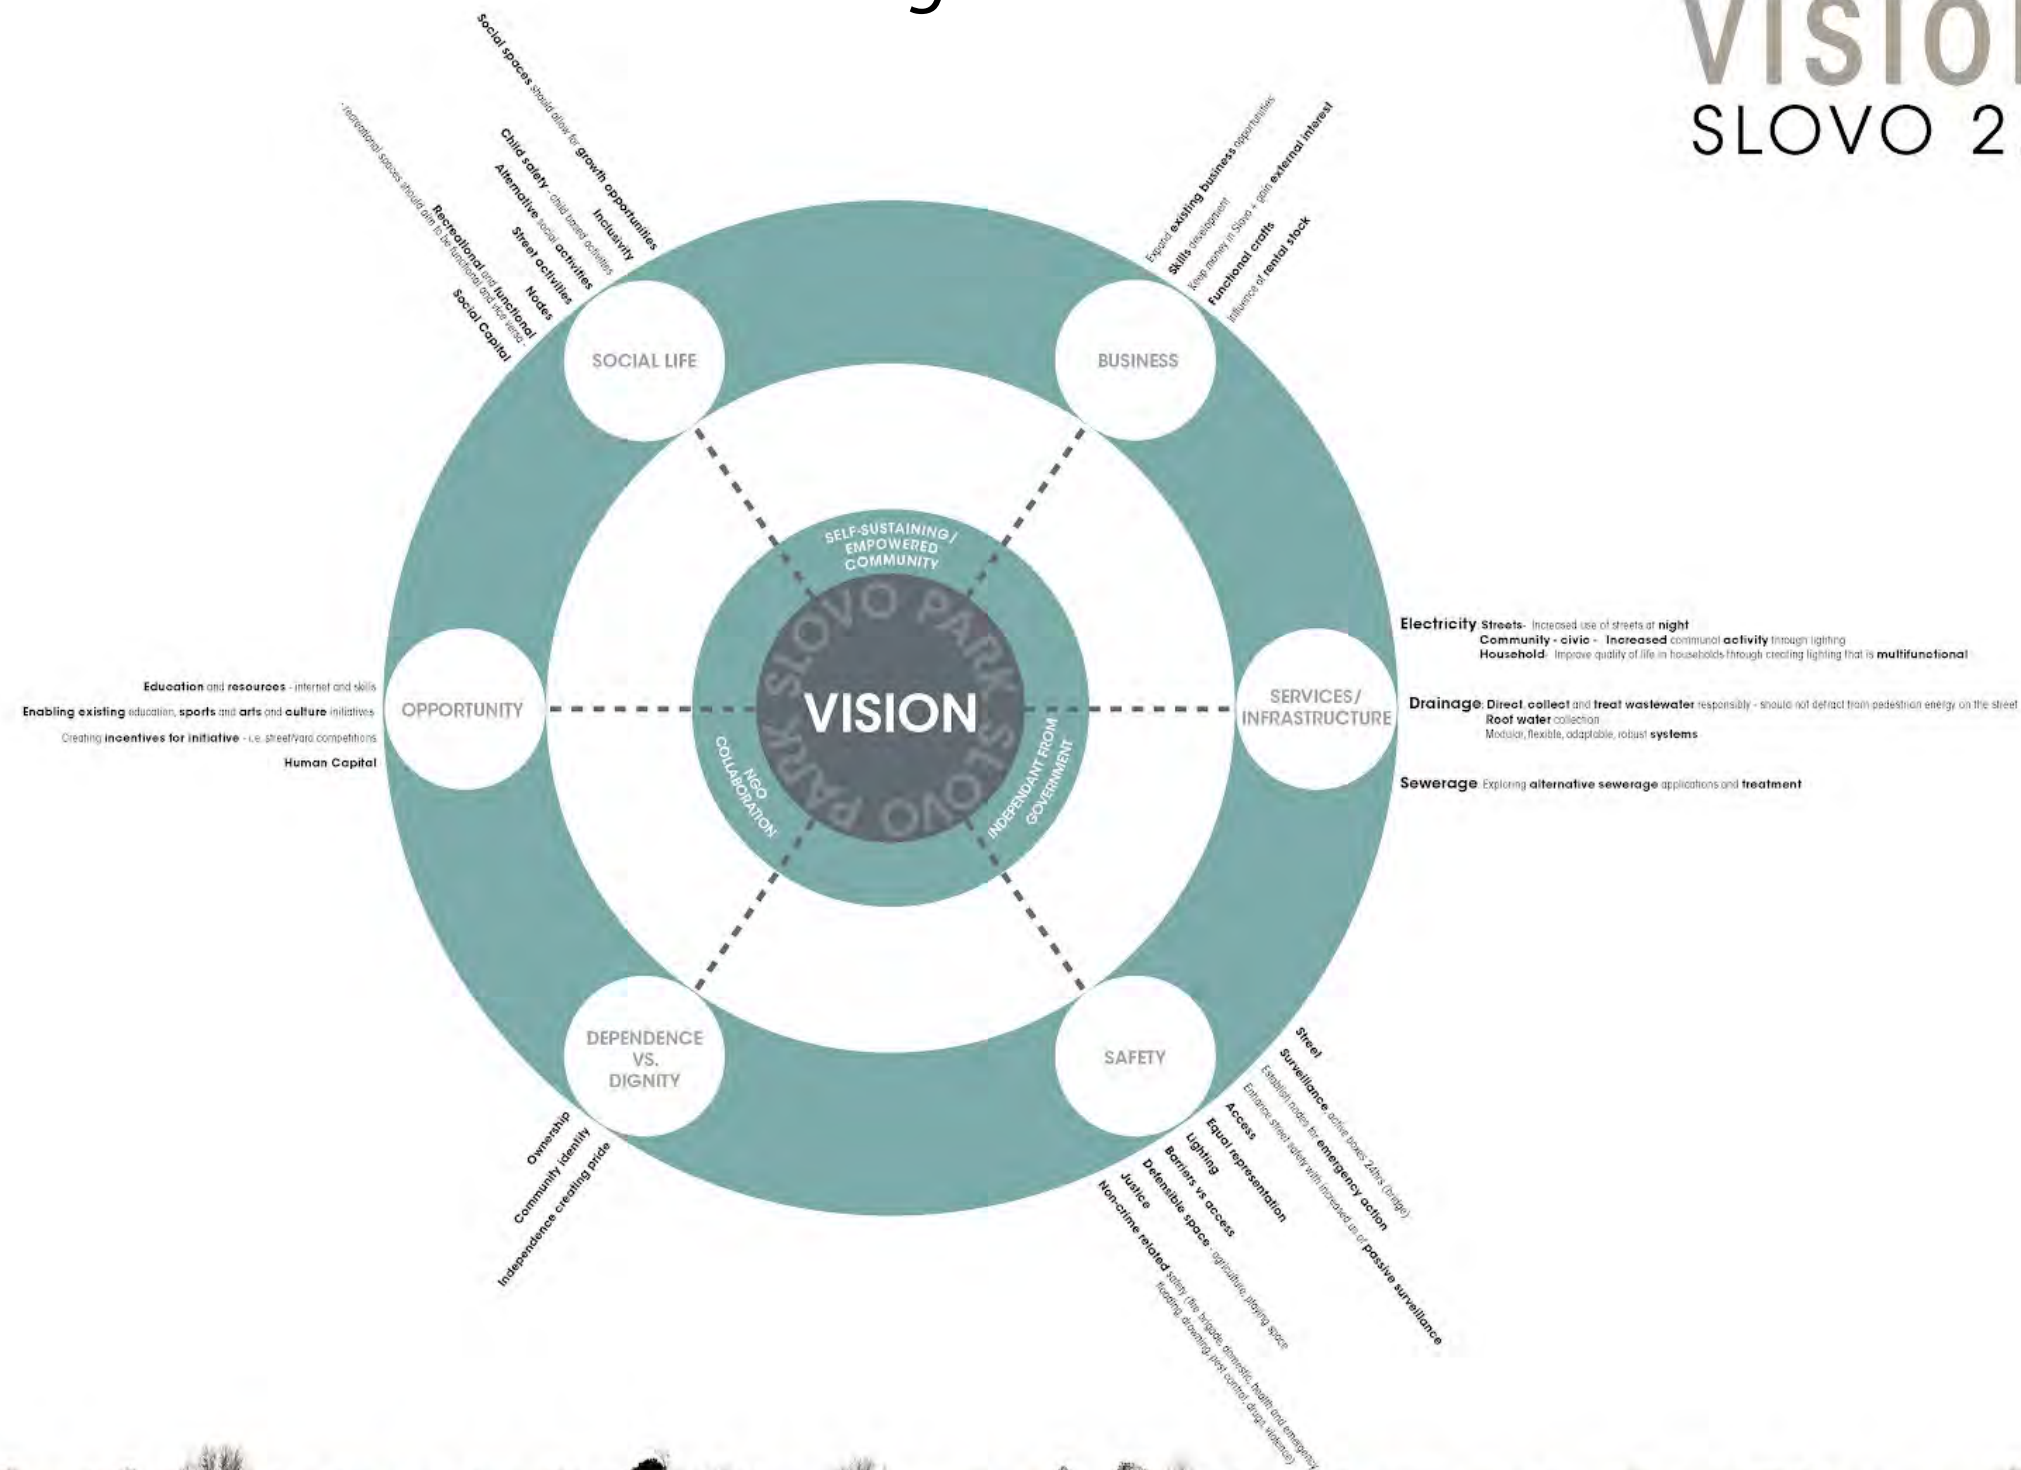 VISION
SLOVO 2
Social spaces should allow for growth opportunities
Inclusivity
Child safety - child based activities
Alternative social activities
Street activities
Nodes
Recreational and functional
- recreational spaces should aim to be functional and vice versa -
Social Capital
Expand existing business opportunities
Skills development
Keep money in Slovo + gain external interest
Functional crafts
Influence of rental stock
SOCIAL LIFE
BUSINESS
SELF-SUSTAINING/
EMPOWERED
COMMUNITY
SLOVO PARK SLOVO PARK
VISION
NGO
COLLABORATION
INDEPENDANT FROM
GOVERNMENT
Education and resources - internet and skills
Enabling existing education, sports and arts and culture initiatives
Creating incentives for initiative - i.e. street/yard competitions
Human Capital
OPPORTUNITY
SERVICES/
INFRASTRUCTURE
Electricity: Streets- Increased use of streets at night
Community - civic - Increased communal activity through lighting
Household- Improve quality of life in households through creating lighting that is multifunctional
Drainage: Direct, collect and treat wastewater responsibly - should not detract from pedestrian energy on the street
Roof water collection
Modular, flexible, adaptable, robust systems
Sewerage: Exploring alternative sewerage applications and treatment
DEPENDENCE
VS.
DIGNITY
SAFETY
Ownership
Community identity
Independence creating pride
Street
Surveillance, active boxes 24hrs (bridge)
Establish nodes for emergency action
Enhance street safety with increased us of passive surveillance
Access
Equal representation
Lighting
Barriers vs access
Defensible space - agriculture, playing space
Justice
Non-crime related safety (fire brigade, domestic, health and emergency
flooding, drowning, pest control, drugs, violence)